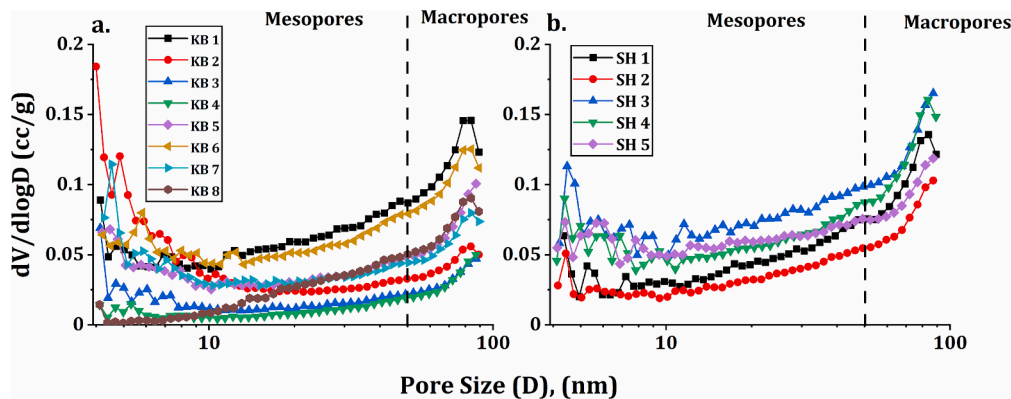 Mesopores Macropores
a.
KB 1
KB 2
KB 3
KB 4
KB 5
KB 6
KB 7
KB 8
0.2
0.15
0.1
0.05
0
10 100
dV/dlogD (cc/g)
Mesopores Macropores
b.
SH 1
SH 2
SH 3
SH 4
SH 5
0.2
0.15
0.1
0.05
0
10 100
Pore Size (D), (nm)